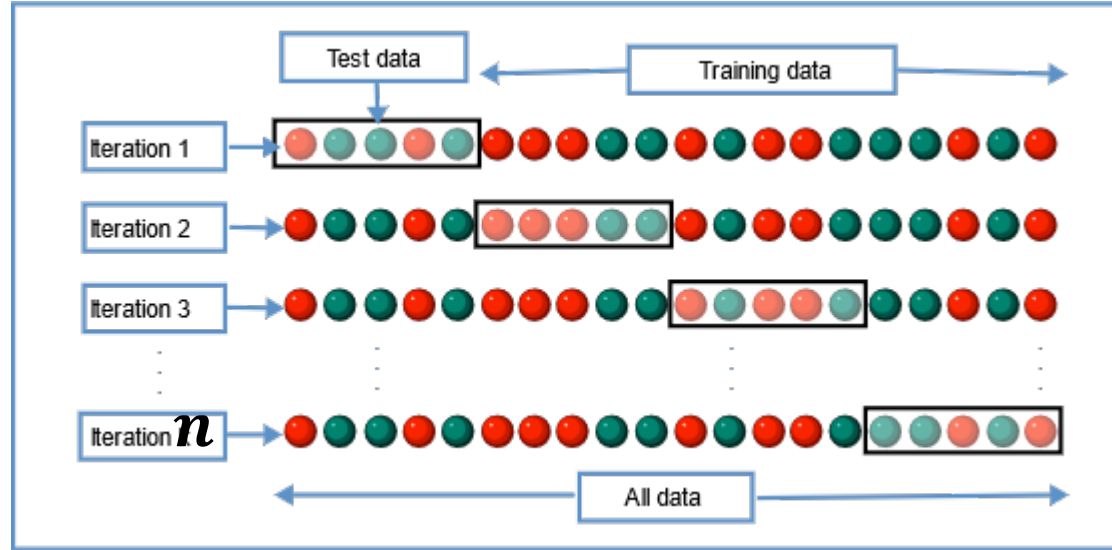 Test data
Training data
Iteration 1
Iteration 2
Iteration 3
Iteration n
All data